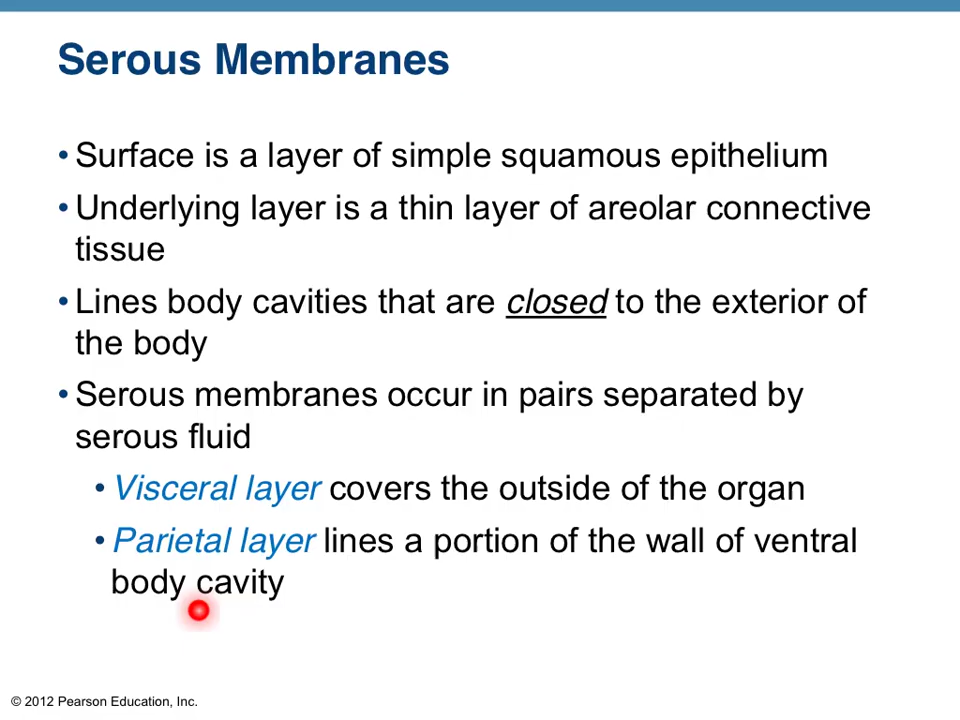 Serous Membranes
• Surface is a layer of simple squamous epithelium
• Underlying layer is a thin layer of areolar connective
tissue
• Lines body cavities that are closed to the exterior of
the body
• Serous membranes occur in pairs separated by
serous fluid
• Visceral layer covers the outside of the organ
• Parietal layer lines a portion of the wall of ventral
body cavity
© 2012 Pearson Education, Inc.